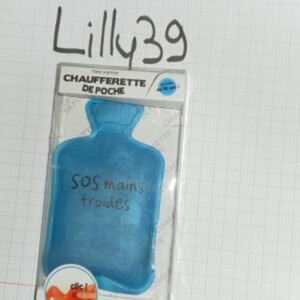 Lilly39
CHAUFFERETTE
DE POCHE
SOS mains
froides
clic !